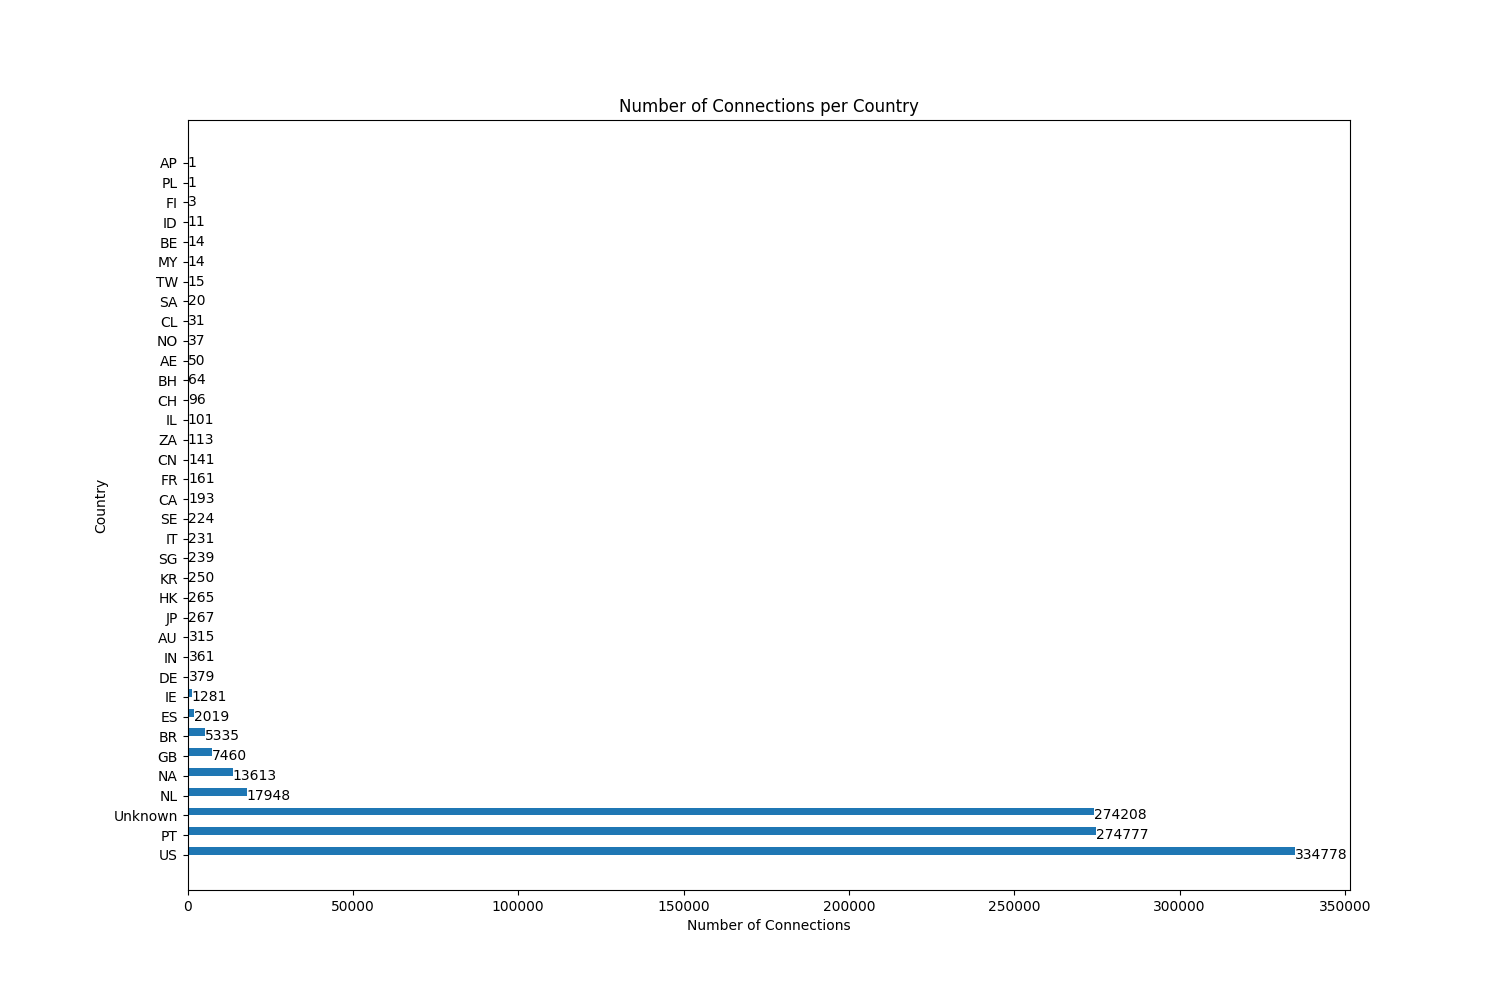 Number of Connections per Country
AP 1
PL 1
FI 3
ID 11
BE 14
MY 14
TW 15
SA 20
CL 31
NO 37
AE 50
BH 64
CH 96
IL 101
ZA 113
CN 141
FR 161
CA 193
SE 224
IT 231
SG 239
KR 250
HK 265
JP 267
AU 315
IN 361
DE 379
IE 1281
ES 2019
BR 5335
GB 7460
NA 13613
NL 17948
Unknown 274208
PT 274777
US 334778
Country
0 50000 100000 150000 200000 250000 300000 350000
Number of Connections